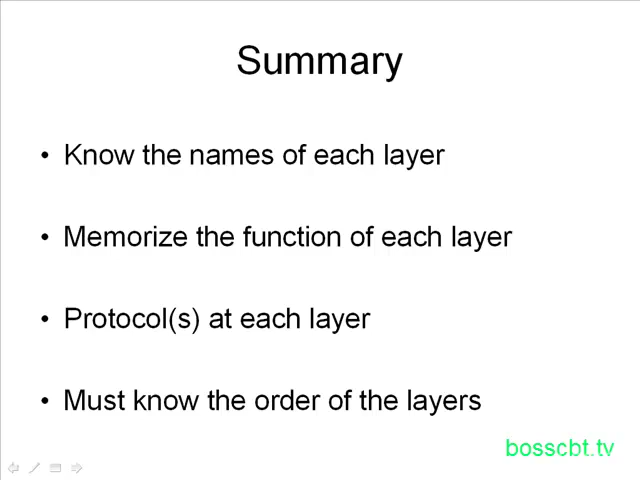 Summary
• Know the names of each layer
• Memorize the function of each layer
• Protocol(s) at each layer
• Must know the order of the layers
bosscbt.tv